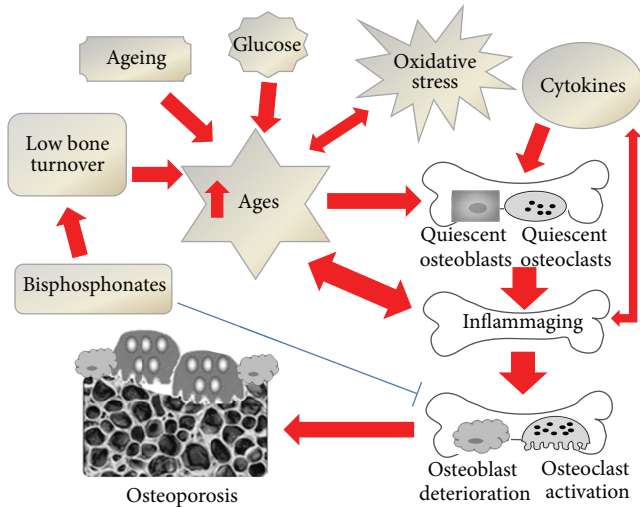 Ageing
Glucose
Oxidative
stress
Cytokines
Low bone
turnover
Ages
Quiescent
osteoblasts
Quiescent
osteoclasts
Bisphosphonates
Inflammaging
Osteoblast
deterioration
Osteoclast
activation
Osteoporosis